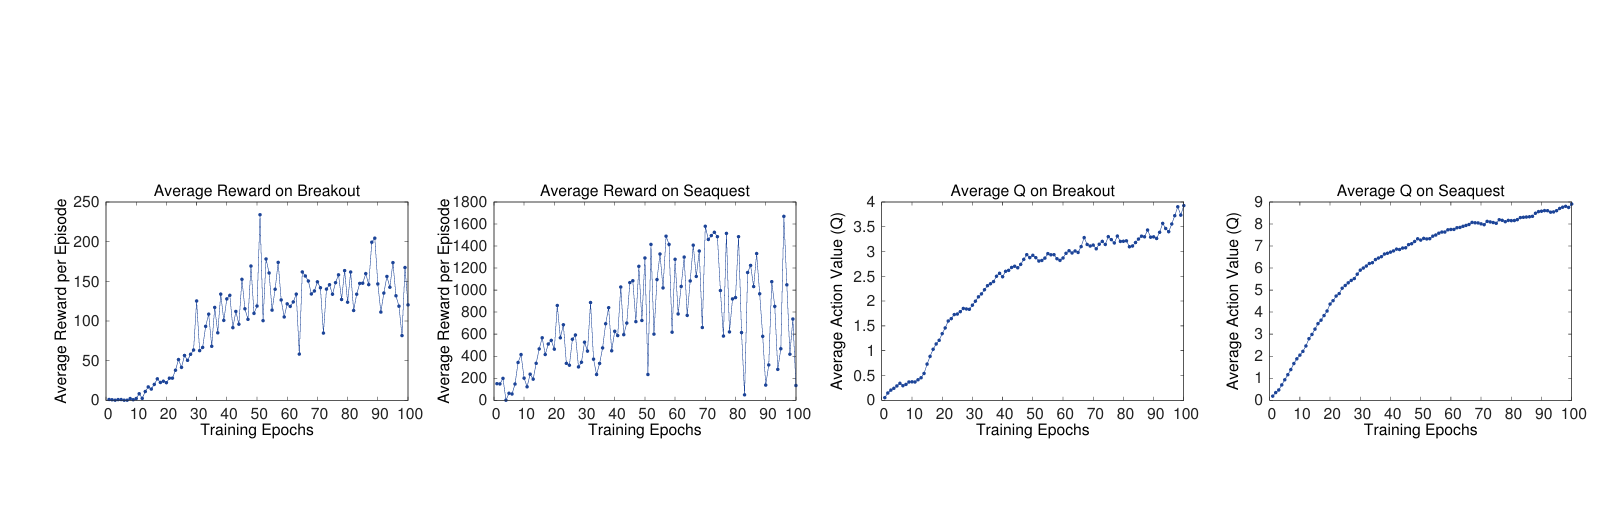 Average Reward on Breakout
Average Reward per Episode
250
200
150
100
50
0
0 10 20 30 40 50 60 70 80 90 100
Training Epochs
Average Reward on Seaquest
Average Reward per Episode
1800
1600
1400
1200
1000
800
600
400
200
0
0 10 20 30 40 50 60 70 80 90 100
Training Epochs
Average Q on Breakout
Average Action Value (Q)
4
3.5
3
2.5
2
1.5
1
0.5
0
0 10 20 30 40 50 60 70 80 90 100
Training Epochs
Average Q on Seaquest
Average Action Value (Q)
9
8
7
6
5
4
3
2
1
0
0 10 20 30 40 50 60 70 80 90 100
Training Epochs